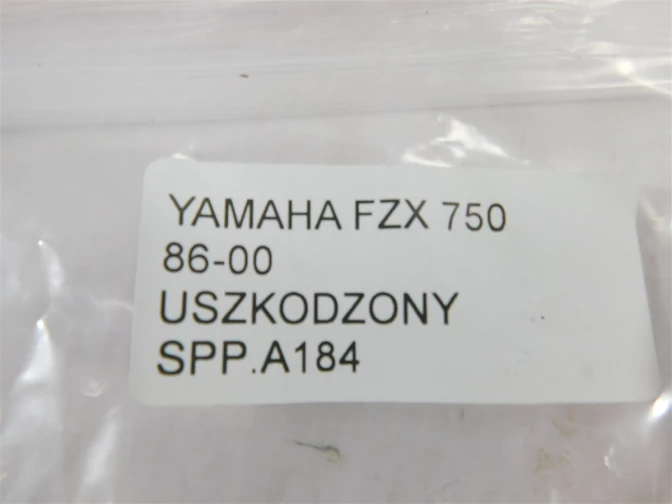 YAMAHA FZX 750
86-00
USZKODZONY
SPP.A184